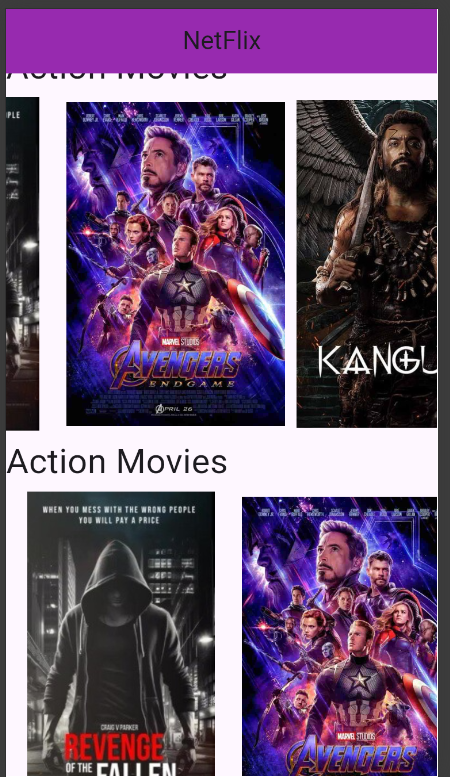 NetFlix
Action Movies
PLE
MARVEL STUDIOS
AVENGERS
ENDGAME
APRIL 26
KANGU
Action Movies
WHEN YOU MESS WITH THE WRONG PEOPLE
YOU WILL PAY A PRICE
CRAIG V PARKER
REVENGE
OF THE FALLEN
MARVEL STUDIOS
AVENGERS